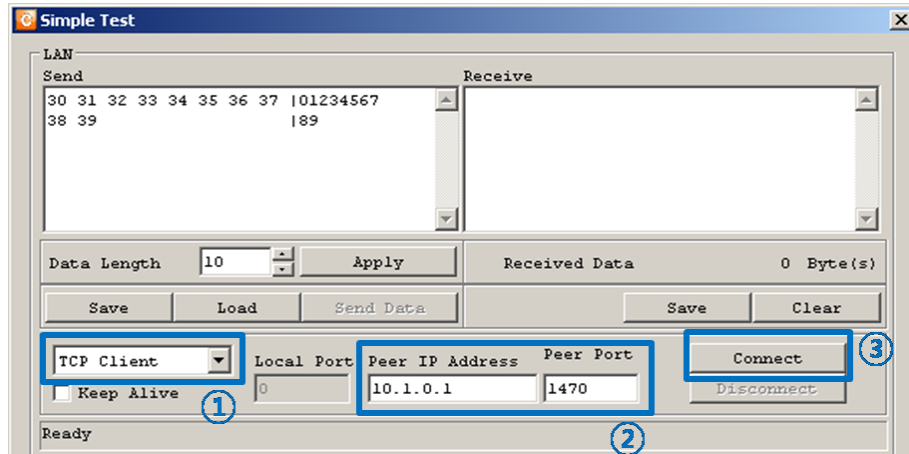 C Simple Test X
LAN
Send Receive
30 31 32 33 34 35 36 37 |01234567
38 39 |89
Data Length 10 Apply Received Data 0 Byte(s)
Save Load Send Data Save Clear
TCP Client Local Port Peer IP Address Peer Port Connect ③
Keep Alive 0 10.1.0.1 1470 Disconnect
① ②
Ready